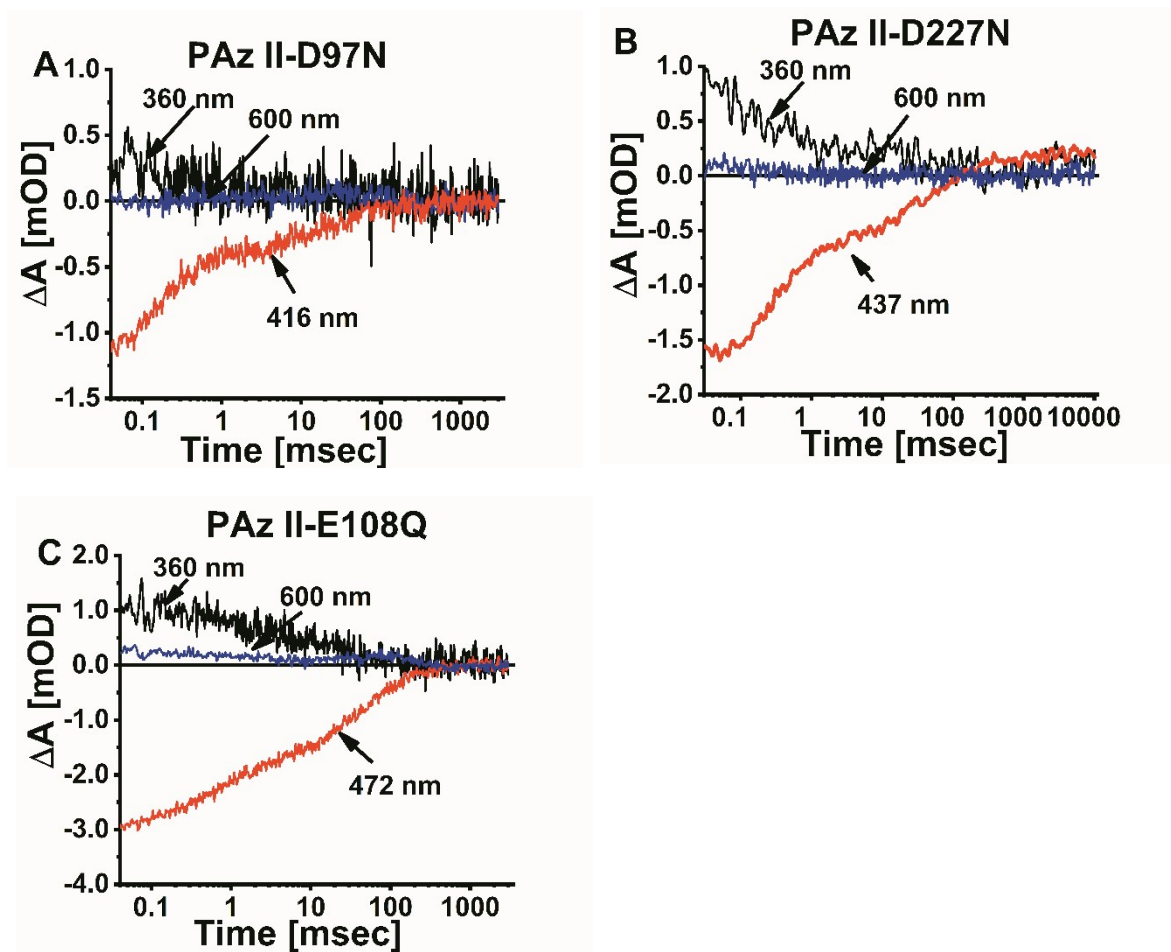 A
PAz II-D97N
360 nm
600 nm
416 nm
1.0
0.5
0.0
-0.5
-1.0
-1.5
ΔA [mOD]
0.1 1 10 100 1000
Time [msec]
B
PAz II-D227N
360 nm
600 nm
437 nm
1.0
0.5
0.0
-0.5
-1.0
-1.5
-2.0
ΔA [mOD]
0.1 1 10 100 1000 10000
Time [msec]
C
PAz II-E108Q
360 nm
600 nm
472 nm
2.0
1.0
0.0
-1.0
-2.0
-3.0
-4.0
ΔA [mOD]
0.1 1 10 100 1000
Time [msec]